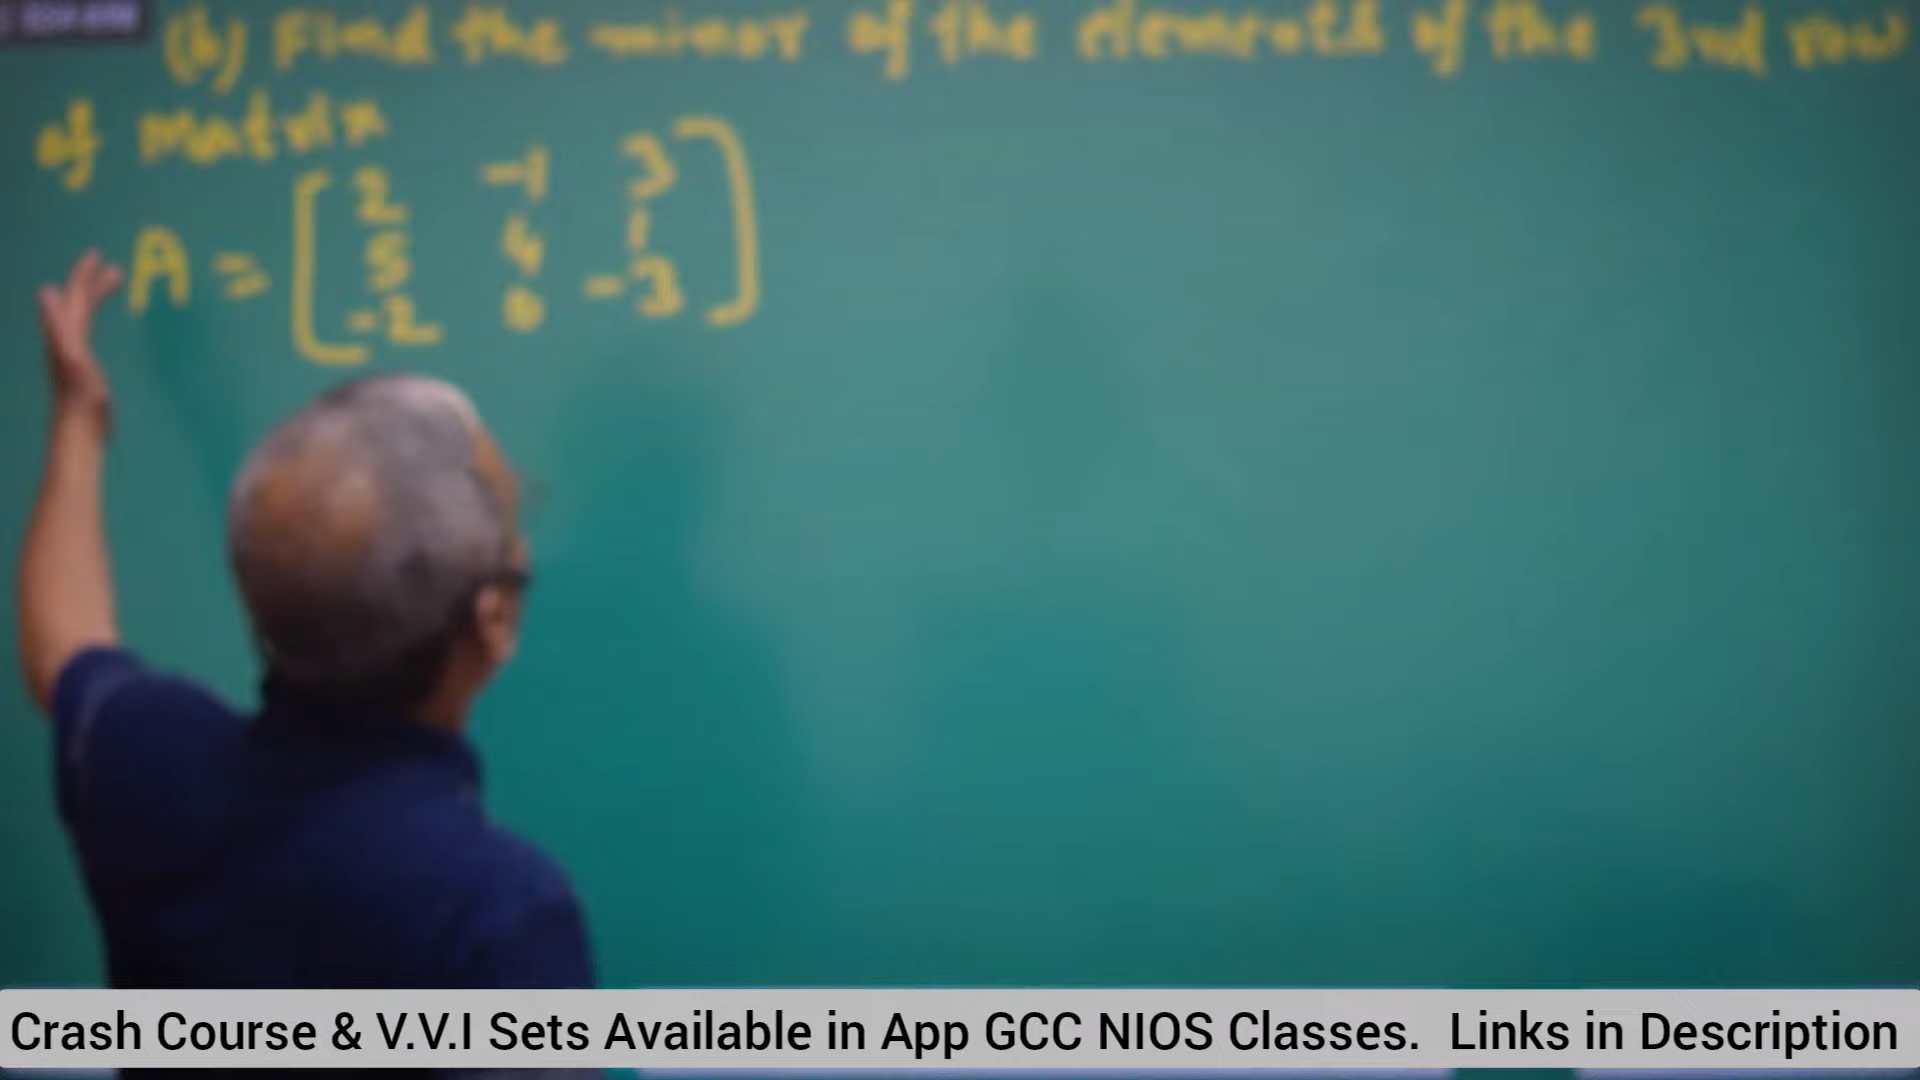 (b) Find the minor of the elements of the 3rd row
of Matrix
A = [ 2 -1 3
5 4 1
-2 0 -3 ]
Crash Course & V.V.I Sets Available in App GCC NIOS Classes. Links in Description